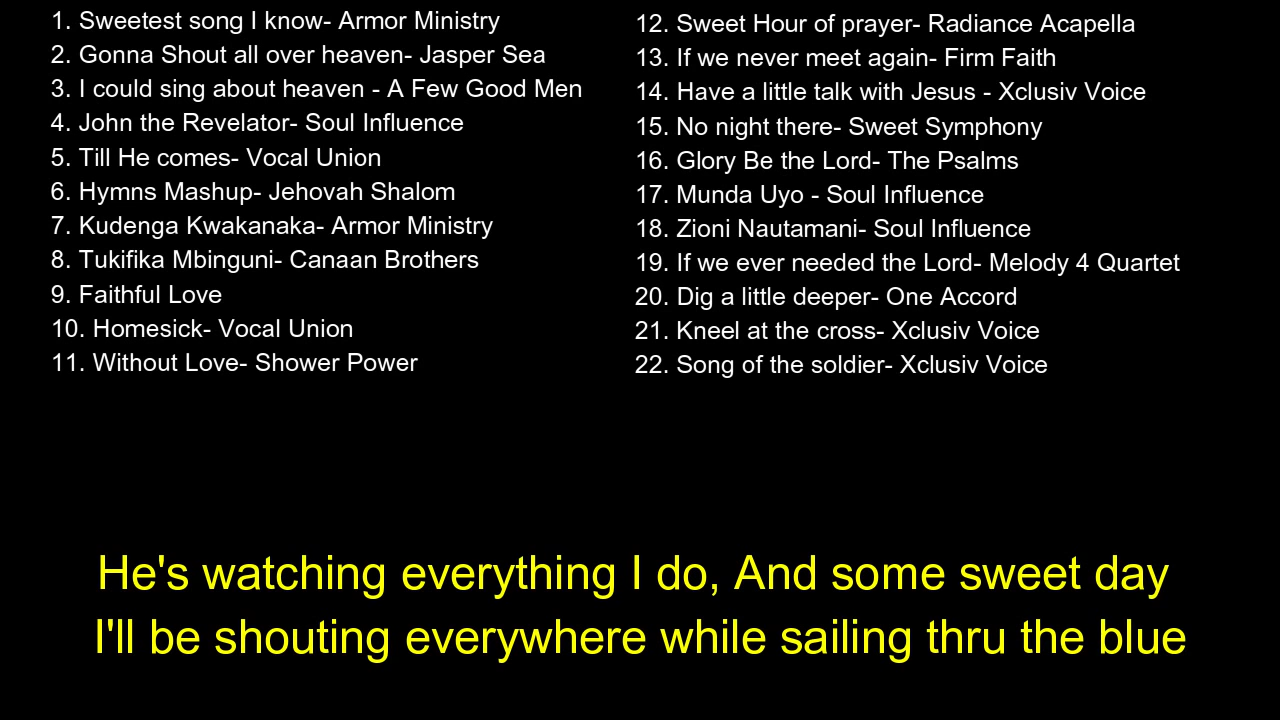 1. Sweetest song I know- Armor Ministry
2. Gonna Shout all over heaven- Jasper Sea
3. I could sing about heaven - A Few Good Men
4. John the Revelator- Soul Influence
5. Till He comes- Vocal Union
6. Hymns Mashup- Jehovah Shalom
7. Kudenga Kwakanaka- Armor Ministry
8. Tukifika Mbinguni- Canaan Brothers
9. Faithful Love
10. Homesick- Vocal Union
11. Without Love- Shower Power
12. Sweet Hour of prayer- Radiance Acapella
13. If we never meet again- Firm Faith
14. Have a little talk with Jesus - Xclusiv Voice
15. No night there- Sweet Symphony
16. Glory Be the Lord- The Psalms
17. Munda Uyo - Soul Influence
18. Zioni Nautamani- Soul Influence
19. If we ever needed the Lord- Melody 4 Quartet
20. Dig a little deeper- One Accord
21. Kneel at the cross- Xclusiv Voice
22. Song of the soldier- Xclusiv Voice
He's watching everything I do, And some sweet day
I'll be shouting everywhere while sailing thru the blue